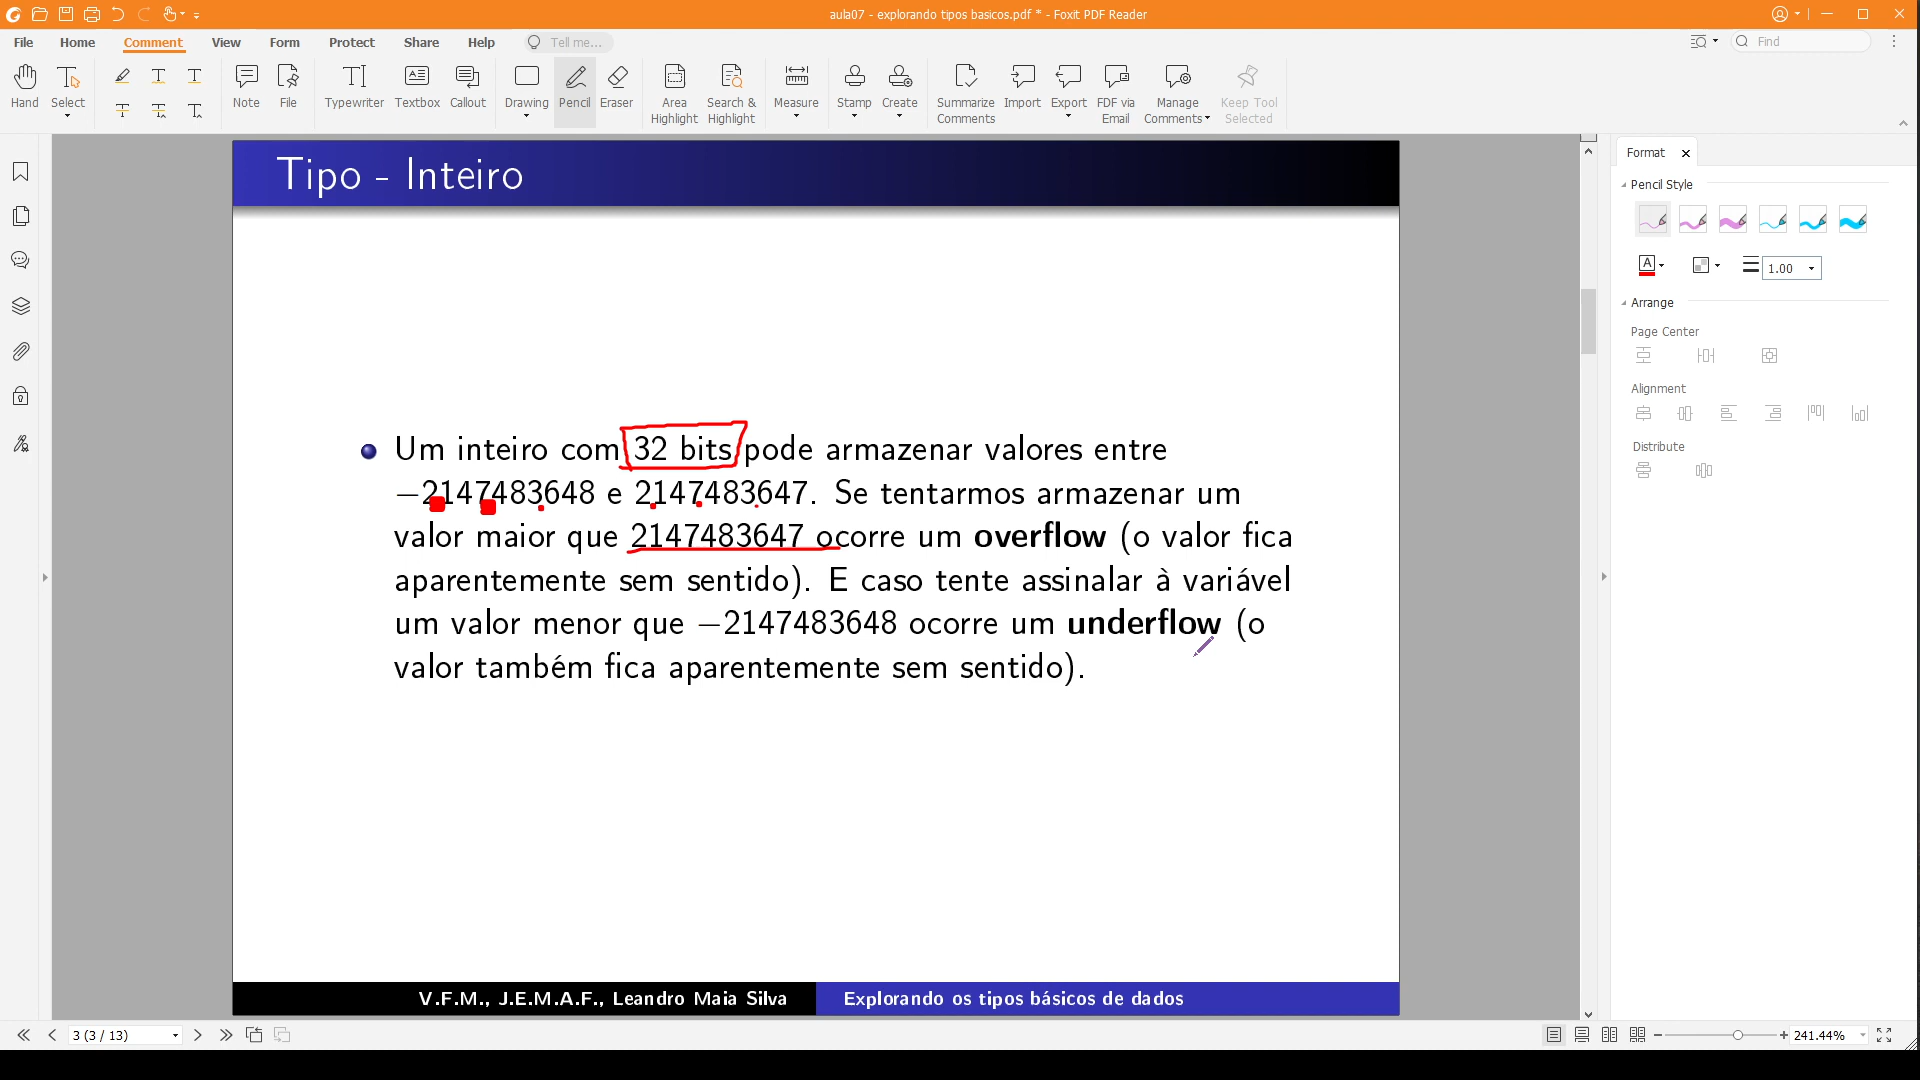 aula07 - explorando tipos basicos.pdf * - Foxit PDF Reader
File Home Comment View Form Protect Share Help Tell me... Find
Hand Select Note File Typewriter Textbox Callout Drawing Pencil Eraser Area Highlight Search & Highlight Measure Stamp Create Summarize Comments Import Export FDF via Email Manage Comments Keep Tool Selected
Format
Pencil Style
A 1.00
Arrange
Page Center
Alignment
Distribute
Tipo - Inteiro
Um inteiro com 32 bits pode armazenar valores entre
−2147483648 e 2147483647. Se tentarmos armazenar um
valor maior que 2147483647 ocorre um overflow (o valor fica
aparentemente sem sentido). E caso tente assinalar à variável
um valor menor que −2147483648 ocorre um underflow (o
valor também fica aparentemente sem sentido).
V.F.M., J.E.M.A.F., Leandro Maia Silva Explorando os tipos básicos de dados
3 (3 / 13) 241.44%